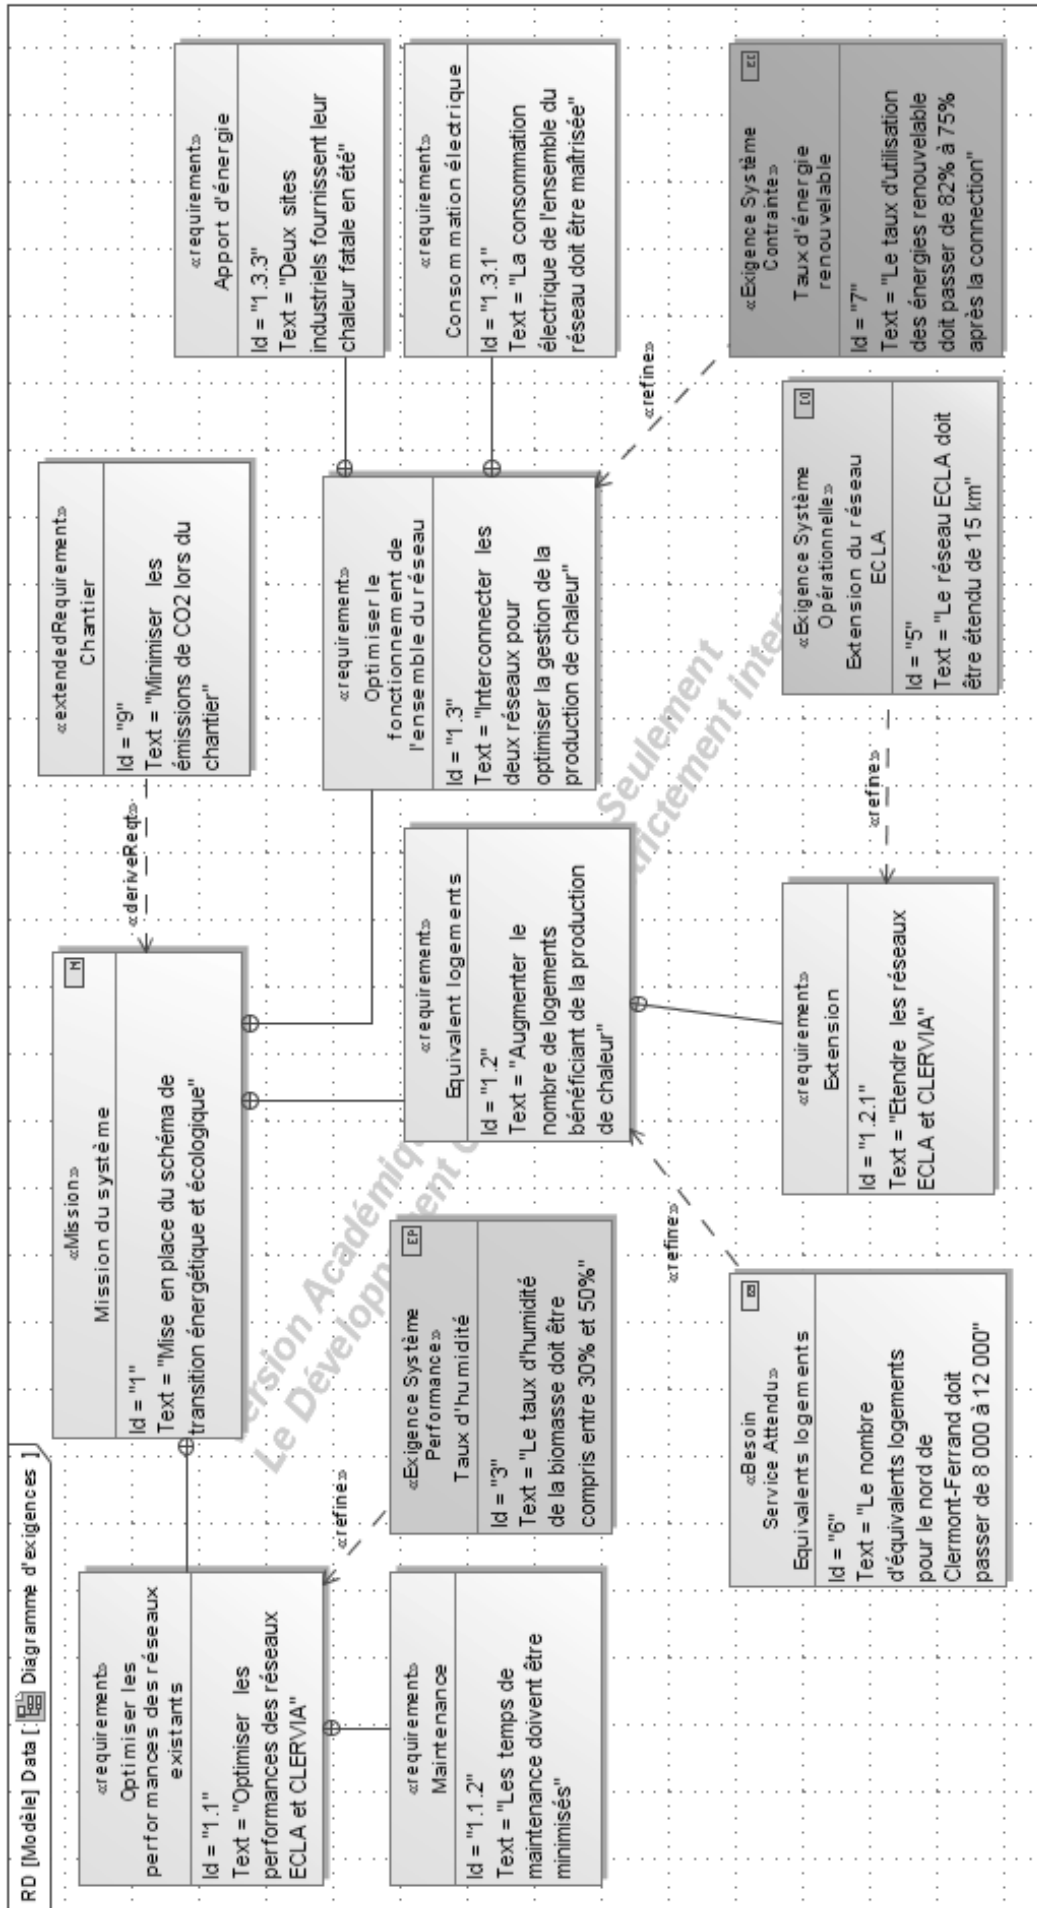 RD [Modèle] Data [ Diagramme d'exigences ]
«Mission»
Mission du système
M
Id = "1"
Text = "Mise en place du schéma de
transition énergétique et écologique"
«deriveReqt»
«extendedRequirement»
Chantier
Id = "9"
Text = "Minimiser les
émissions de CO2 lors du
chantier"
«requirement»
Optimiser les
performances des réseaux
existants
Id = "1.1"
Text = "Optimiser les
performances des réseaux
ECLA et CLERVIA"
«refine»
«requirement»
Maintenance
Id = "1.1.2"
Text = "Les temps de
maintenance doivent être
minimisés"
«Exigence Système
Performance»
Taux d'humidité
EP
Id = "3"
Text = "Le taux d'humidité
de la biomasse doit être
compris entre 30% et 50%"
«requirement»
Equivalent logements
Id = "1.2"
Text = "Augmenter le
nombre de logements
bénéficiant de la production
de chaleur"
«requirement»
Optimiser le
fonctionnement de
l'ensemble du réseau
Id = "1.3"
Text = "Interconnecter les
deux réseaux pour
optimiser la gestion de la
production de chaleur"
«requirement»
Apport d'énergie
Id = "1.3.3"
Text = "Deux sites
industriels fournissent leur
chaleur fatale en été"
«requirement»
Consommation électrique
Id = "1.3.1"
Text = "La consommation
électrique de l'ensemble du
réseau doit être maîtrisée"
«refine»
«refine»
«Besoin
Service Attendu»
Equivalents logements
Id = "6"
Text = "Le nombre
d'équivalents logements
pour le nord de
Clermont-Ferrand doit
passer de 8 000 à 12 000"
«requirement»
Extension
Id = "1.2.1"
Text = "Etendre les réseaux
ECLA et CLERVIA"
«refine»
«Exigence Système
Opérationnelle»
Extension du réseau
ECLA
Id = "5"
Text = "Le réseau ECLA doit
être étendu de 15 km"
«Exigence Système
Contrainte»
Taux d'énergie
renouvelable
Id = "7"
Text = "Le taux d'utilisation
des énergies renouvelable
doit passer de 82% à 75%
après la connection"
ersion Académiq Seulement
Le Développement